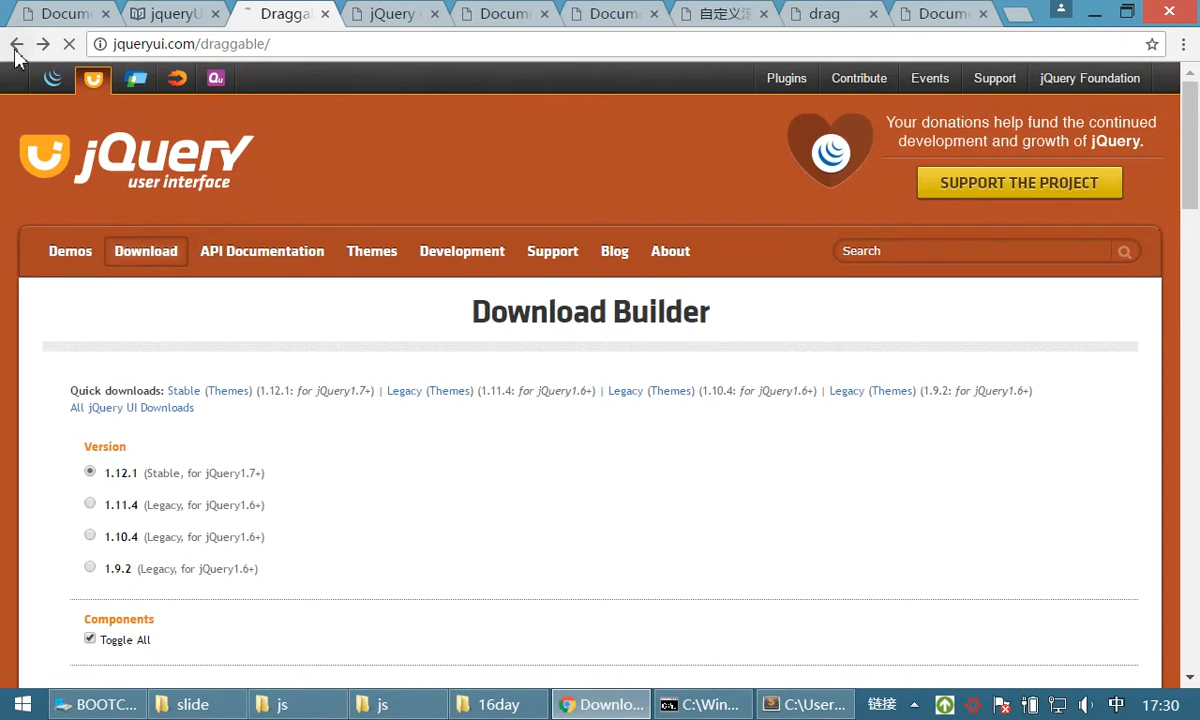 Docum
jqueryU
Dragga
jQuery
Docum
Docum
自定义
drag
Docum
jqueryui.com/draggable/
Qu
Plugins
Contribute
Events
Support
jQuery Foundation
jQuery
user interface
Your donations help fund the continued
development and growth of jQuery.
SUPPORT THE PROJECT
Demos
Download
API Documentation
Themes
Development
Support
Blog
About
Search
Download Builder
Quick downloads: Stable (Themes) (1.12.1: for jQuery1.7+) | Legacy (Themes) (1.11.4: for jQuery1.6+) | Legacy (Themes) (1.10.4: for jQuery1.6+) | Legacy (Themes) (1.9.2: for jQuery1.6+)
All jQuery UI Downloads
Version
1.12.1 (Stable, for jQuery1.7+)
1.11.4 (Legacy, for jQuery1.6+)
1.10.4 (Legacy, for jQuery1.6+)
1.9.2 (Legacy, for jQuery1.6+)
Components
Toggle All
BOOTC...
slide
js
js
16day
Downlo...
C:\Win...
C:\User...
链接
中
17:30